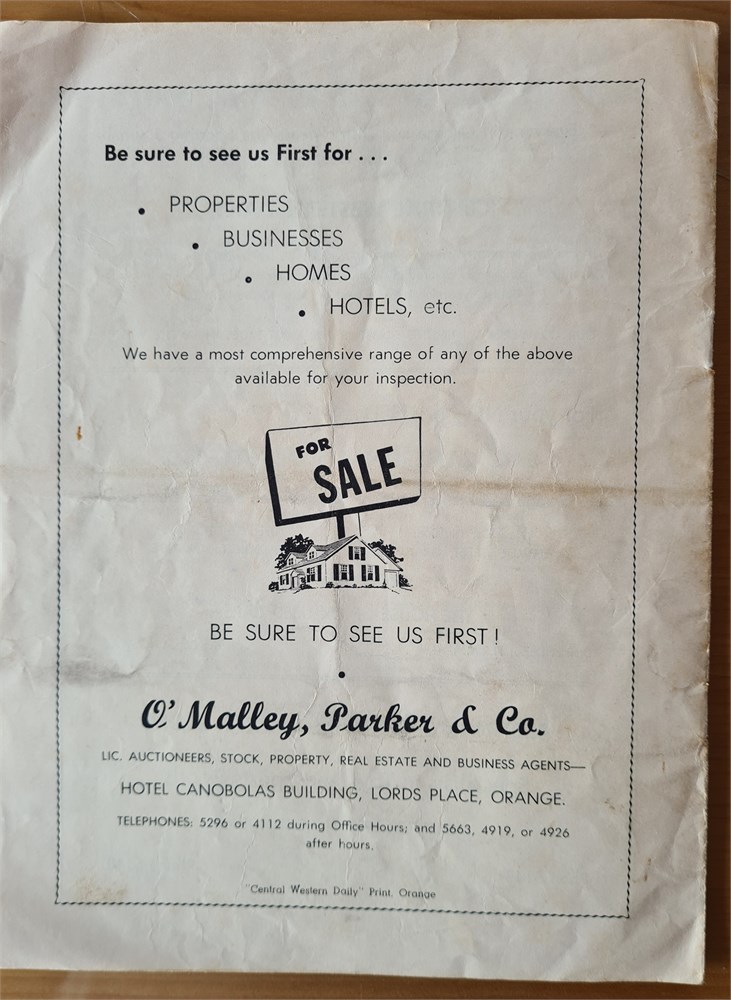 Be sure to see us First for . . .
• PROPERTIES
• BUSINESSES
• HOMES
• HOTELS, etc.
We have a most comprehensive range of any of the above
available for your inspection.
FOR
SALE
BE SURE TO SEE US FIRST!
•
O'Malley, Parker & Co.
LIC. AUCTIONEERS, STOCK, PROPERTY, REAL ESTATE AND BUSINESS AGENTS—
HOTEL CANOBOLAS BUILDING, LORDS PLACE, ORANGE.
TELEPHONES: 5296 or 4112 during Office Hours; and 5663, 4919, or 4926
after hours.
"Central Western Daily" Print, Orange